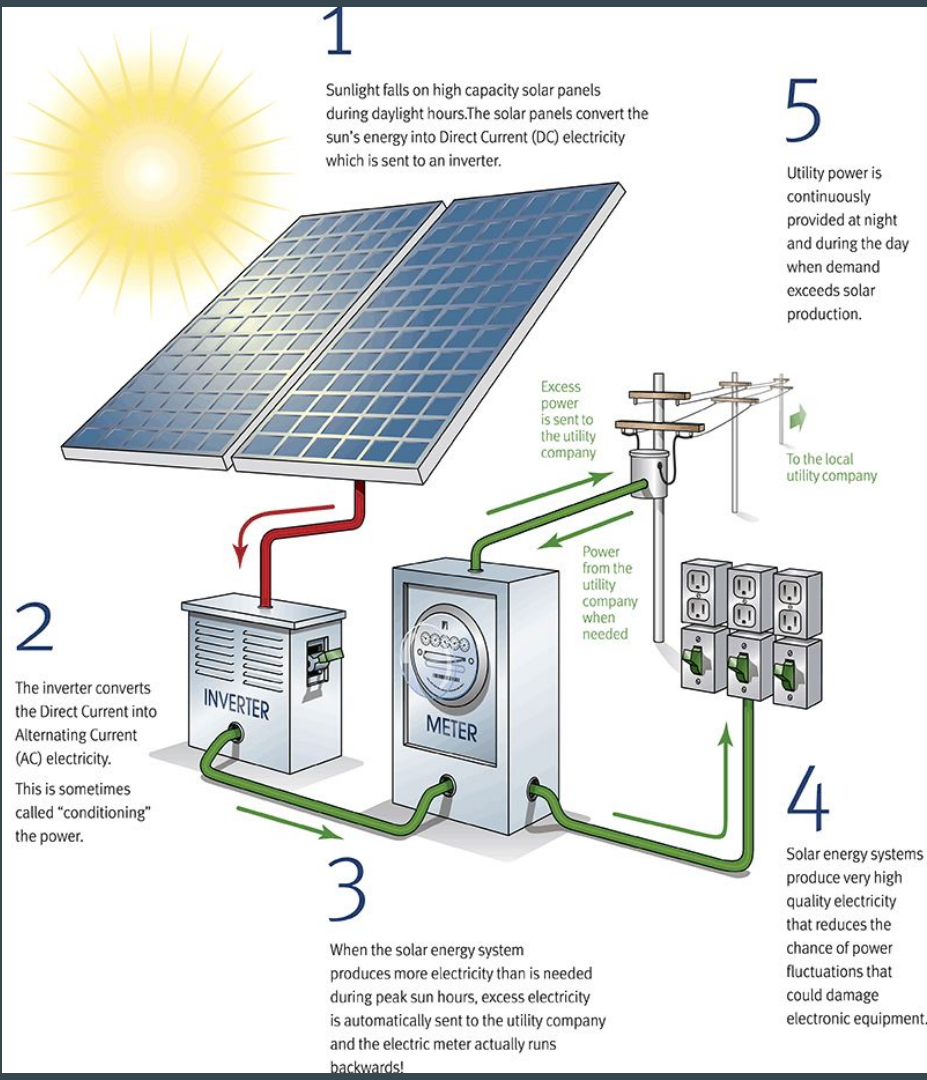 1
Sunlight falls on high capacity solar panels
during daylight hours.The solar panels convert the
sun's energy into Direct Current (DC) electricity
which is sent to an inverter.
2
The inverter converts
the Direct Current into
Alternating Current
(AC) electricity.
This is sometimes
called “conditioning”
the power.
INVERTER
METER
3
When the solar energy system
produces more electricity than is needed
during peak sun hours, excess electricity
is automatically sent to the utility company
and the electric meter actually runs
backwards!
4
Solar energy systems
produce very high
quality electricity
that reduces the
chance of power
fluctuations that
could damage
electronic equipment.
5
Utility power is
continuously
provided at night
and during the day
when demand
exceeds solar
production.
Excess
power
is sent to
the utility
company
To the local
utility company
Power
from the
utility
company
when
needed